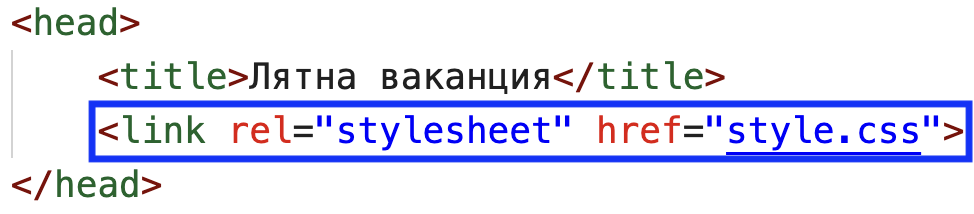 <head>
<title>Лятна ваканция</title>
<link rel="stylesheet" href="style.css">
</head>